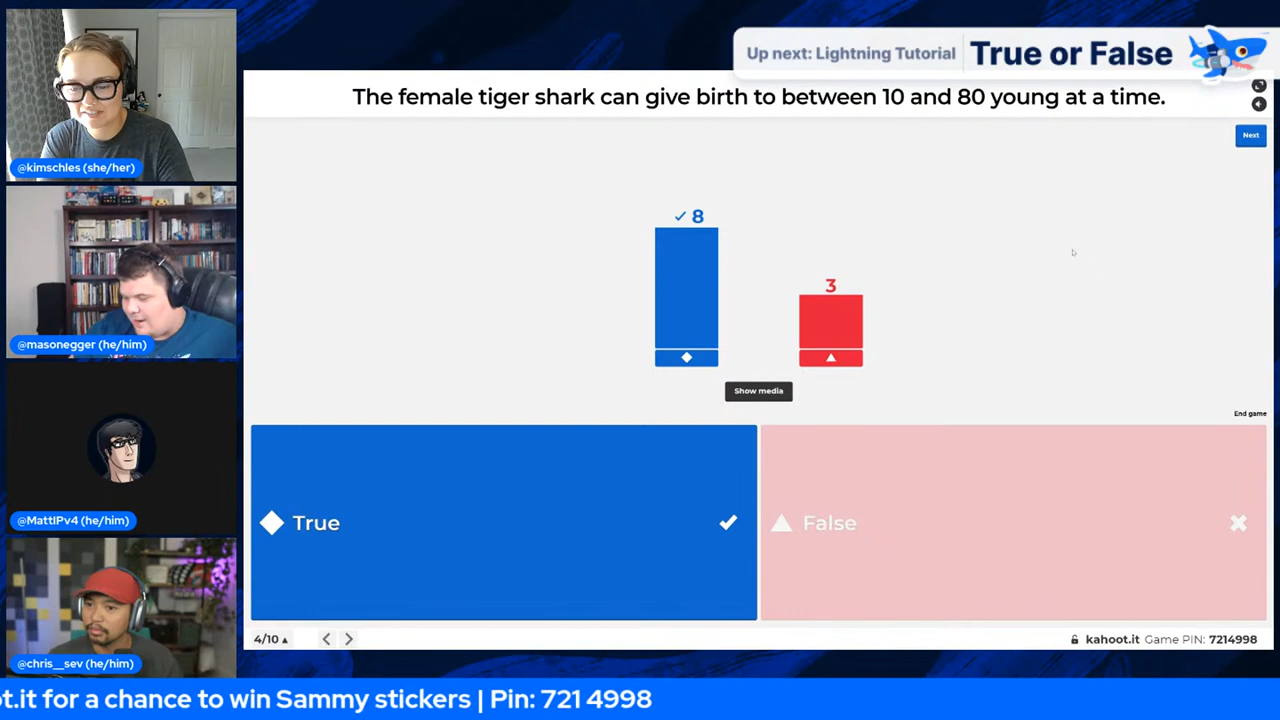 Up next: Lightning Tutorial True or False
The female tiger shark can give birth to between 10 and 80 young at a time.
Next
8
3
Show media
End game
True
False
4/10
kahoot.it Game PIN: 7214998
@kimschles (she/her)
@masonegger (he/him)
@MattIPv4 (he/him)
@chris__sev (he/him)
ot.it for a chance to win Sammy stickers | Pin: 721 4998